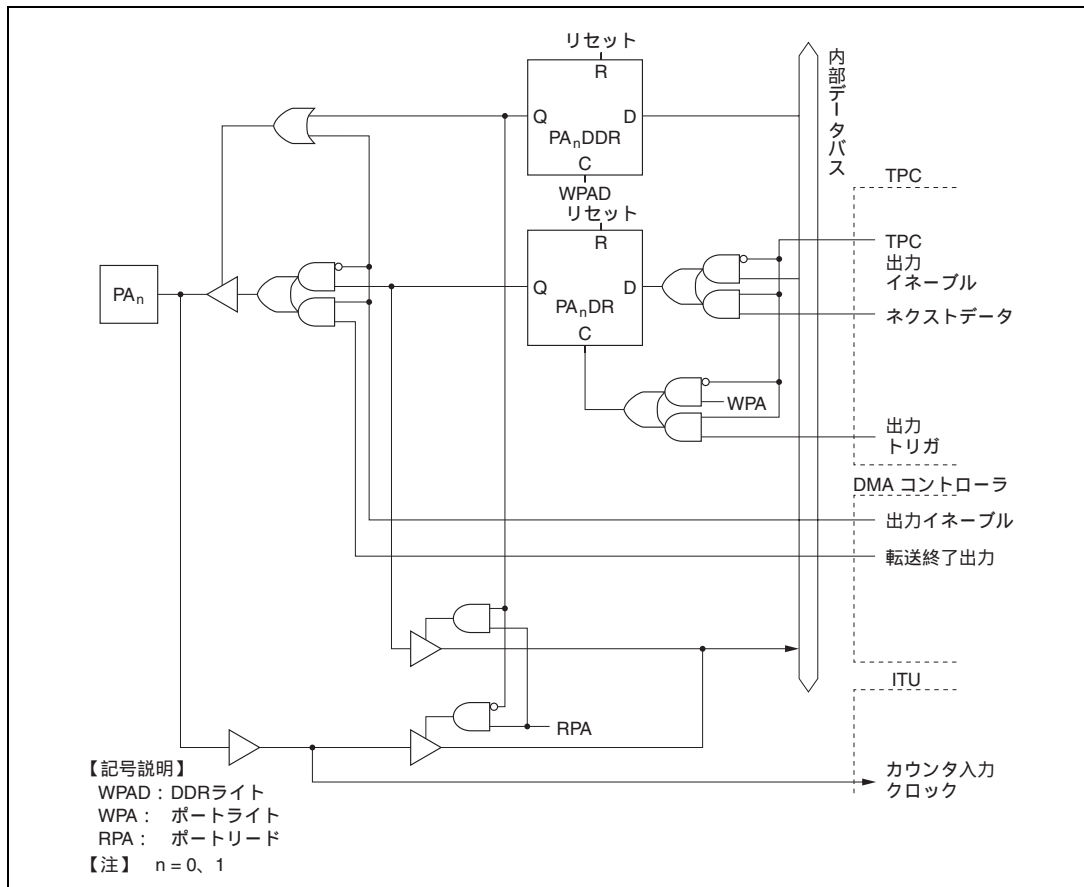 リセット
R
Q
D
PAnDDR
C
WPAD
リセット
R
Q
D
PAnDR
C
内部データバス
TPC
TPC
出力
イネーブル
ネクストデータ
WPA
出力
トリガ
DMA コントローラ
出力イネーブル
転送終了出力
PAn
RPA
ITU
カウンタ入力
クロック
【記号説明】
WPAD : DDRライト
WPA : ポートライト
RPA : ポートリード
【注】 n = 0、1